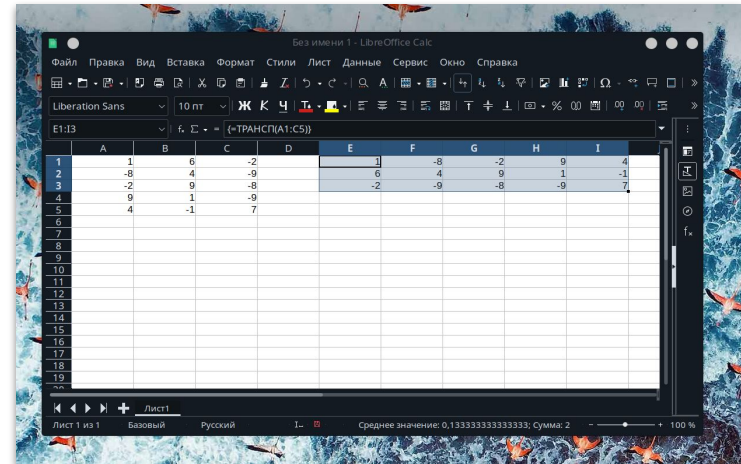 Без имени 1 - LibreOffice Calc
Файл Правка Вид Вставка Формат Стили Лист Данные Сервис Окно Справка
Liberation Sans 10 пт Ж К Ч
E1:I3 {=ТРАНСП(A1:C5)}
A B C D E F G H I
1 1 6 -2 1 -8 -2 9 4
2 -8 4 -9 6 4 9 1 -1
3 -2 9 -8 -2 -9 -8 -9 7
4 9 1 -9
5 4 -1 7
6
7
8
9
10
11
12
13
14
15
16
17
18
19
Лист1
Лист 1 из 1 Базовый Русский Среднее значение: 0,133333333333333; Сумма: 2 100 %